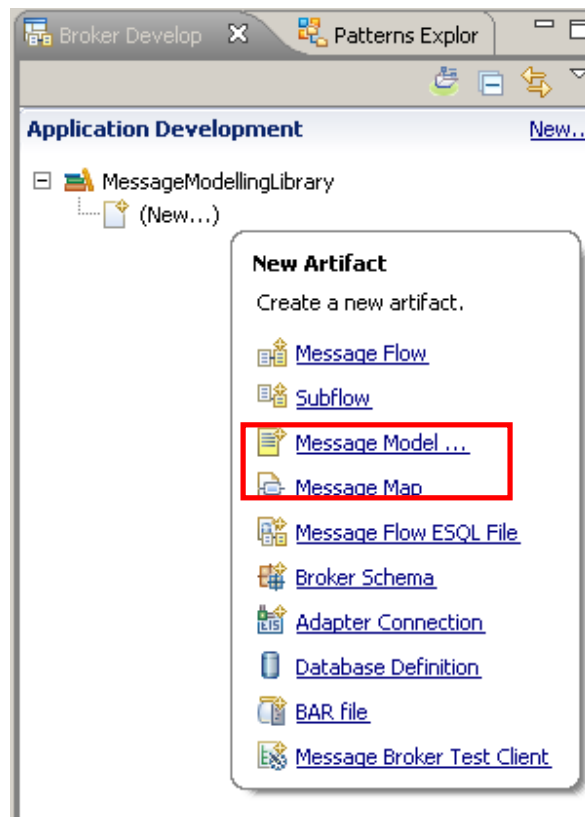 Broker Develop
Patterns Explor
Application Development
New...
MessageModellingLibrary
(New...)
New Artifact
Create a new artifact.
Message Flow
Subflow
Message Model ...
Message Map
Message Flow ESQL File
Broker Schema
EIS
Adapter Connection
Database Definition
BAR file
Message Broker Test Client